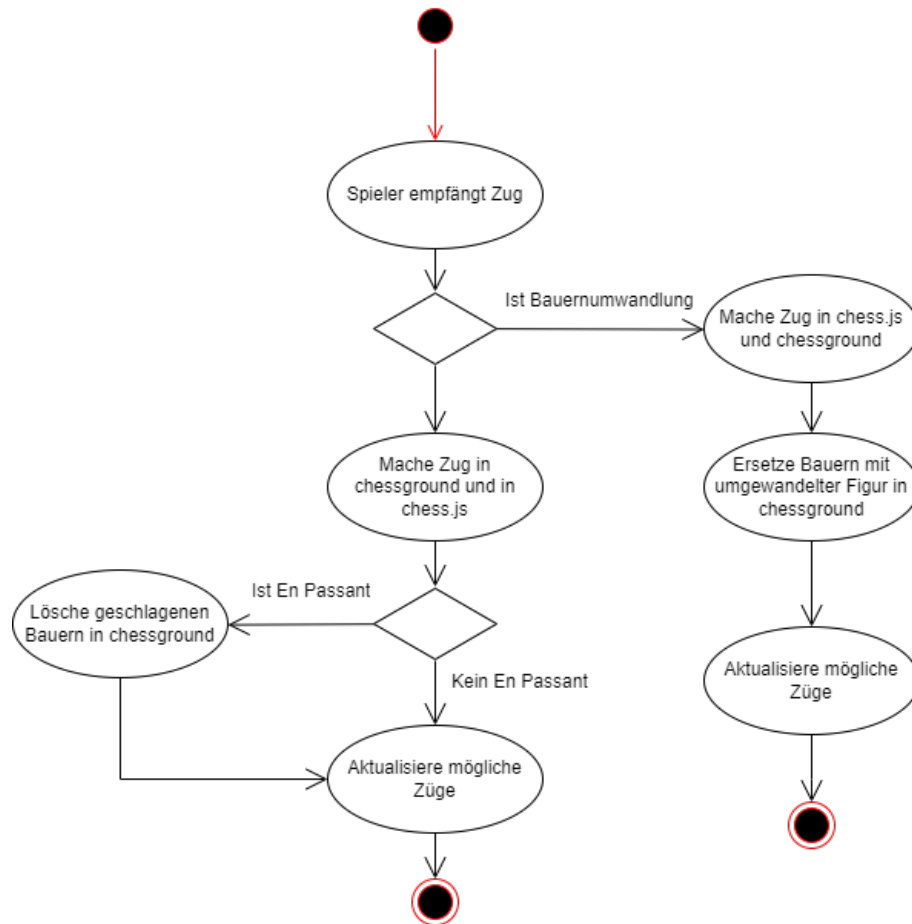 Spieler empfängt Zug
Ist Bauernumwandlung
Mache Zug in chess.js
und chessground
Mache Zug in
chessground und in
chess.js
Ersetze Bauern mit
umgewandelter Figur in
chessground
Ist En Passant
Lösche geschlagenen
Bauern in chessground
Kein En Passant
Aktualisiere mögliche
Züge
Aktualisiere mögliche
Züge